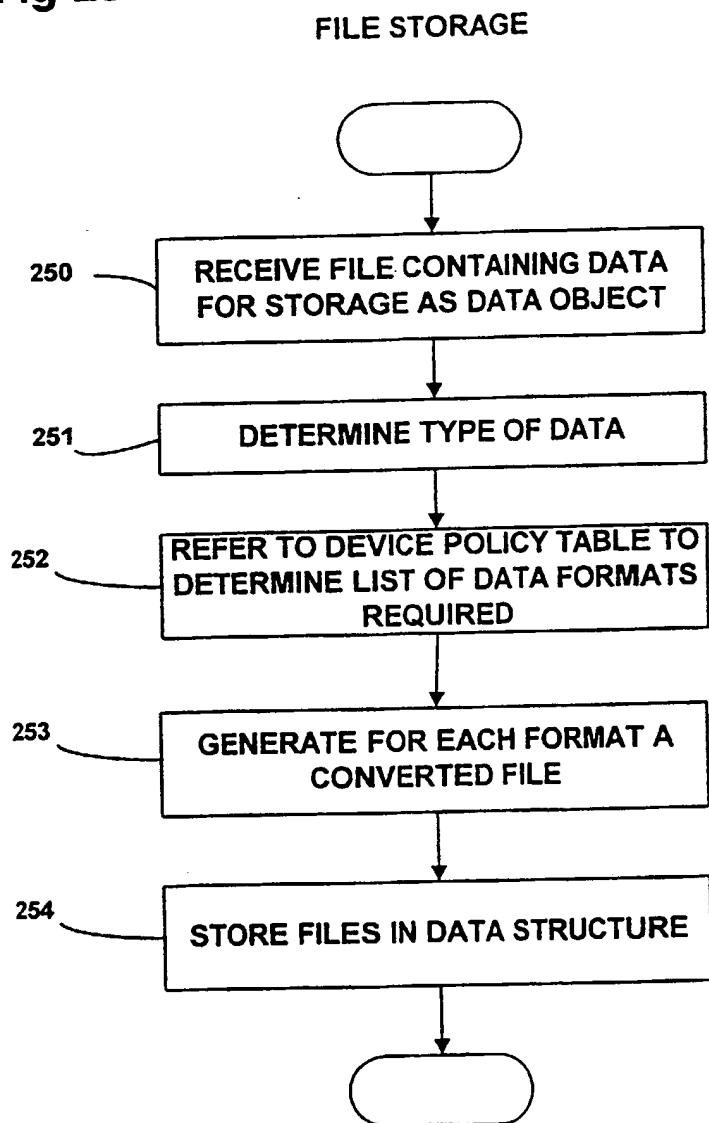 Fig
FILE STORAGE
250
RECEIVE FILE CONTAINING DATA
FOR STORAGE AS DATA OBJECT
251
DETERMINE TYPE OF DATA
252
REFER TO DEVICE POLICY TABLE TO
DETERMINE LIST OF DATA FORMATS
REQUIRED
253
GENERATE FOR EACH FORMAT A
CONVERTED FILE
254
STORE FILES IN DATA STRUCTURE